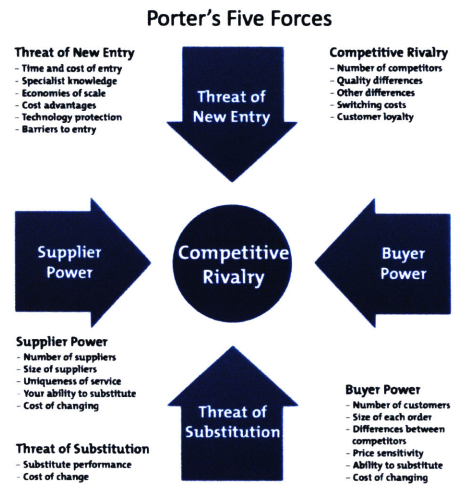 Porter's Five Forces
Threat of New Entry
- Time and cost of entry
- Specialist knowledge
- Economies of scale
- Cost advantages
- Technology protection
- Barriers to entry
Competitive Rivalry
- Number of competitors
- Quality differences
- Other differences
- Switching costs
- Customer loyalty
Threat of
New Entry
Supplier
Power
Competitive
Rivalry
Buyer
Power
Supplier Power
- Number of suppliers
- Size of suppliers
- Uniqueness of service
- Your ability to substitute
- Cost of changing
Threat of Substitution
- Substitute performance
- Cost of change
Threat of
Substitution
Buyer Power
- Number of customers
- Size of each order
- Differences between
competitors
- Price sensitivity
- Ability to substitute
- Cost of changing